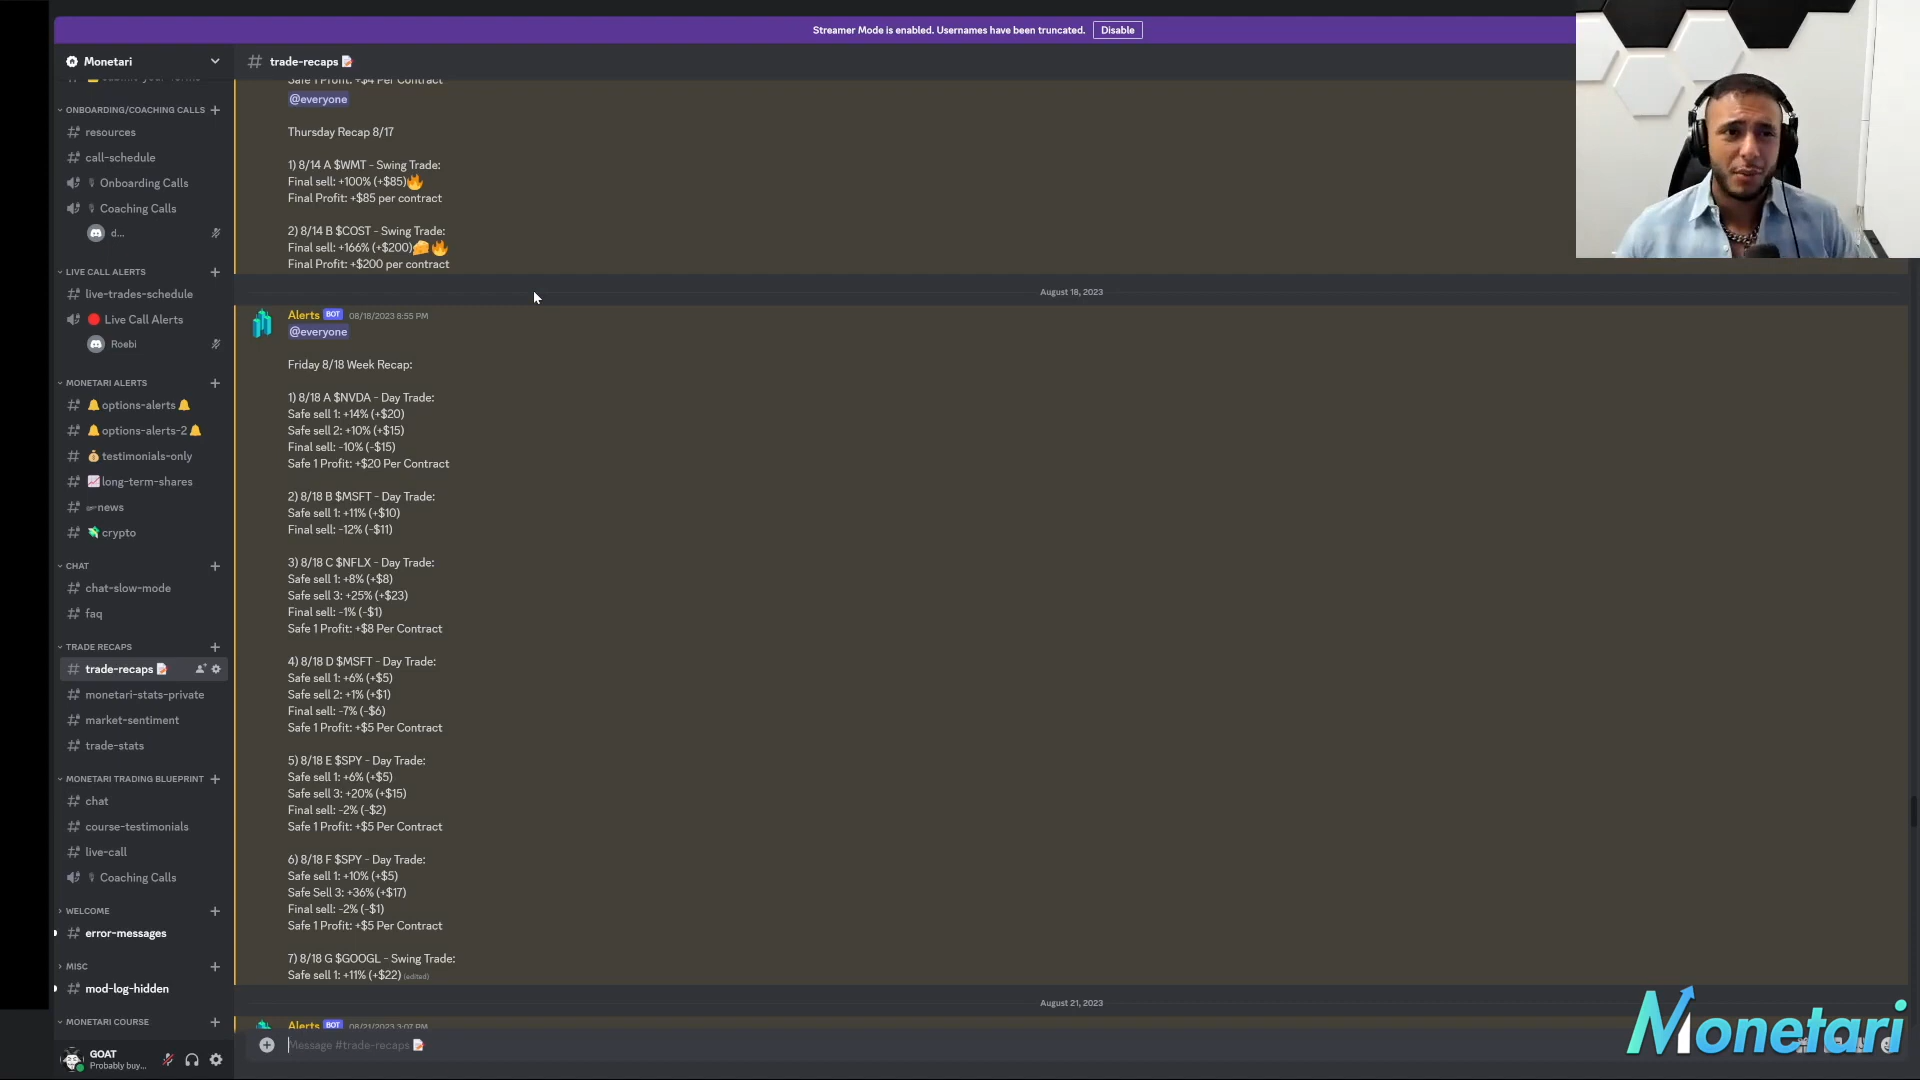 Streamer Mode is enabled. Usernames have been truncated.
Disable
Monetari
ONBOARDING/COACHING CALLS
resources
call-schedule
Onboarding Calls
Coaching Calls
d...
LIVE CALL ALERTS
live-trades-schedule
Live Call Alerts
Roebi
MONETARI ALERTS
🔔options-alerts🔔
🔔options-alerts-2🔔
💰testimonials-only
📈long-term-shares
news
💸crypto
CHAT
chat-slow-mode
faq
TRADE RECAPS
trade-recaps 📝
monetari-stats-private
market-sentiment
trade-stats
MONETARI TRADING BLUEPRINT
chat
course-testimonials
live-call
Coaching Calls
WELCOME
error-messages
MISC
mod-log-hidden
MONETARI COURSE
GOAT
Probably buy...
# trade-recaps 📝
Safe 1 Profit: +$4 Per Contract
@everyone
Thursday Recap 8/17
1) 8/14 A $WMT - Swing Trade:
Final sell: +100% (+$85)🔥
Final Profit: +$85 per contract
2) 8/14 B $COST - Swing Trade:
Final sell: +166% (+$200)🧀🔥
Final Profit: +$200 per contract
August 18, 2023
Alerts BOT 08/18/2023 8:55 PM
@everyone
Friday 8/18 Week Recap:
1) 8/18 A $NVDA - Day Trade:
Safe sell 1: +14% (+$20)
Safe sell 2: +10% (+$15)
Final sell: -10% (-$15)
Safe 1 Profit: +$20 Per Contract
2) 8/18 B $MSFT - Day Trade:
Safe sell 1: +11% (+$10)
Final sell: -12% (-$11)
3) 8/18 C $NFLX - Day Trade:
Safe sell 1: +8% (+$8)
Safe sell 3: +25% (+$23)
Final sell: -1% (-$1)
Safe 1 Profit: +$8 Per Contract
4) 8/18 D $MSFT - Day Trade:
Safe sell 1: +6% (+$5)
Safe sell 2: +1% (+$1)
Final sell: -7% (-$6)
Safe 1 Profit: +$5 Per Contract
5) 8/18 E $SPY - Day Trade:
Safe sell 1: +6% (+$5)
Safe sell 3: +20% (+$15)
Final sell: -2% (-$2)
Safe 1 Profit: +$5 Per Contract
6) 8/18 F $SPY - Day Trade:
Safe sell 1: +10% (+$5)
Safe Sell 3: +36% (+$17)
Final sell: -2% (-$1)
Safe 1 Profit: +$5 Per Contract
7) 8/18 G $GOOGL - Swing Trade:
Safe sell 1: +11% (+$22) (edited)
August 21, 2023
Alerts BOT 08/21/2023 3:07 PM
Message #trade-recaps 📝
Monetari